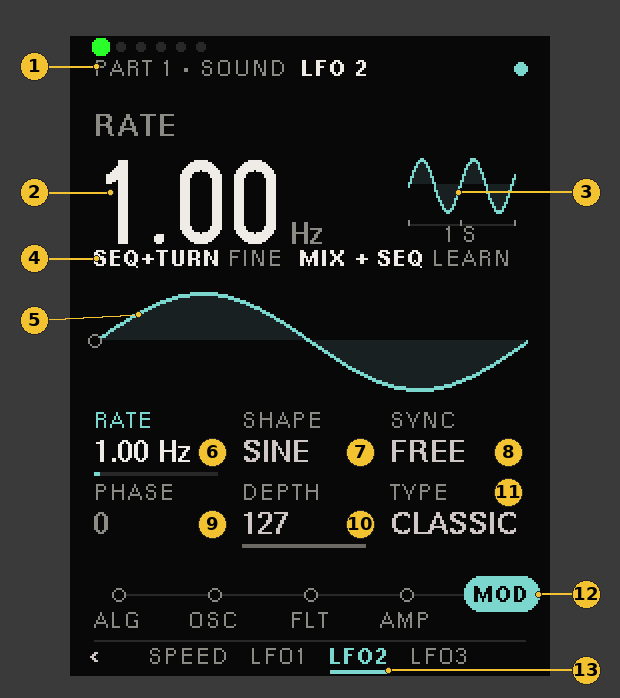 1
PART 1 · SOUND LFO 2
RATE
2
1.00 Hz
3
1 S
4
SEQ+TURN FINE MIX + SEQ LEARN
5
RATE SHAPE SYNC
1.00 Hz 6 SINE 7 FREE 8
PHASE DEPTH TYPE 11
0 9 127 10 CLASSIC
MOD 12
ALG OSC FLT AMP
< SPEED LFO1 LFO2 LFO3
13